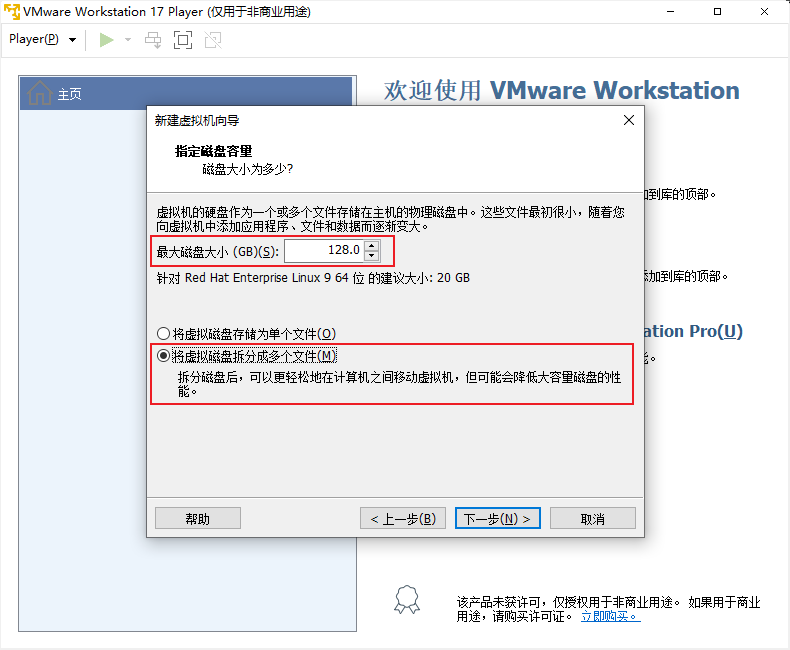 VMware Workstation 17 Player (仅用于非商业用途)
Player(P)
主页
欢迎使用 VMware Workstation
新建虚拟机向导
指定磁盘容量
磁盘大小为多少?
虚拟机的硬盘作为一个或多个文件存储在主机的物理磁盘中。这些文件最初很小，随着您
向虚拟机中添加应用程序、文件和数据而逐渐变大。
最大磁盘大小 (GB)(S):
128.0
针对 Red Hat Enterprise Linux 9 64 位 的建议大小: 20 GB
将虚拟磁盘存储为单个文件(O)
将虚拟磁盘拆分成多个文件(M)
拆分磁盘后，可以更轻松地在计算机之间移动虚拟机，但可能会降低大容量磁盘的性
能。
帮助
< 上一步(B)
下一步(N) >
取消
到库的顶部。
加到库的顶部。
ation Pro(U)
该产品未获许可，仅授权用于非商业用途。 如果用于商业
用途，请购买许可证。 立即购买。